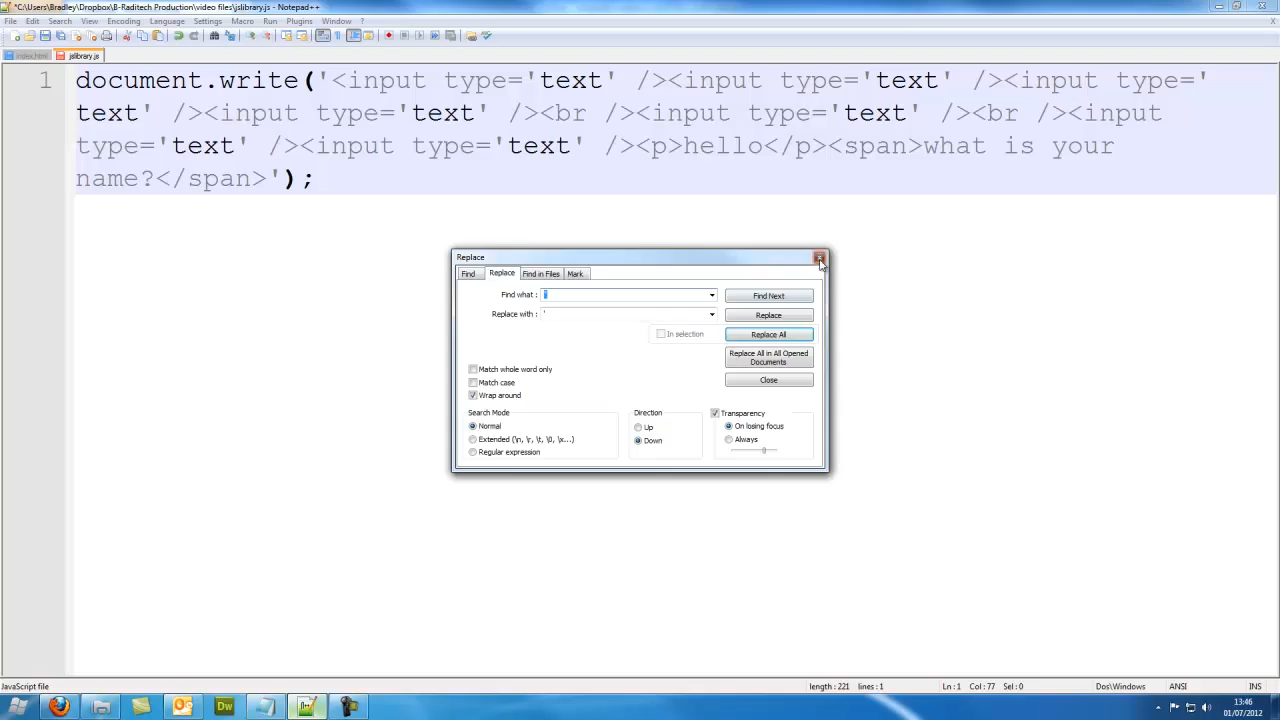 *C:\Users\Bradley\Dropbox\B-Raditech Production\video files\jslibrary.js - Notepad++
File Edit Search View Encoding Language Settings Macro Run Plugins Window ?
index.html jslibrary.js
1 document.write('<input type='text' /><input type='text' /><input type='
text' /><input type='text' /><br /><input type='text' /><br /><input
type='text' /><input type='text' /><p>hello</p><span>what is your
name?</span>');
Replace
Find Replace Find in Files Mark
Find what : Find Next
Replace with : ' Replace
In selection Replace All
Replace All in All Opened
Documents
Match whole word only
Match case Close
Wrap around
Search Mode Direction Transparency
Normal Up On losing focus
Extended (\n, \r, \t, \0, \x...) Down Always
Regular expression
JavaScript file length : 221 lines : 1 Ln : 1 Col : 77 Sel : 0 Dos\Windows ANSI INS
Dw 13:46
01/07/2012